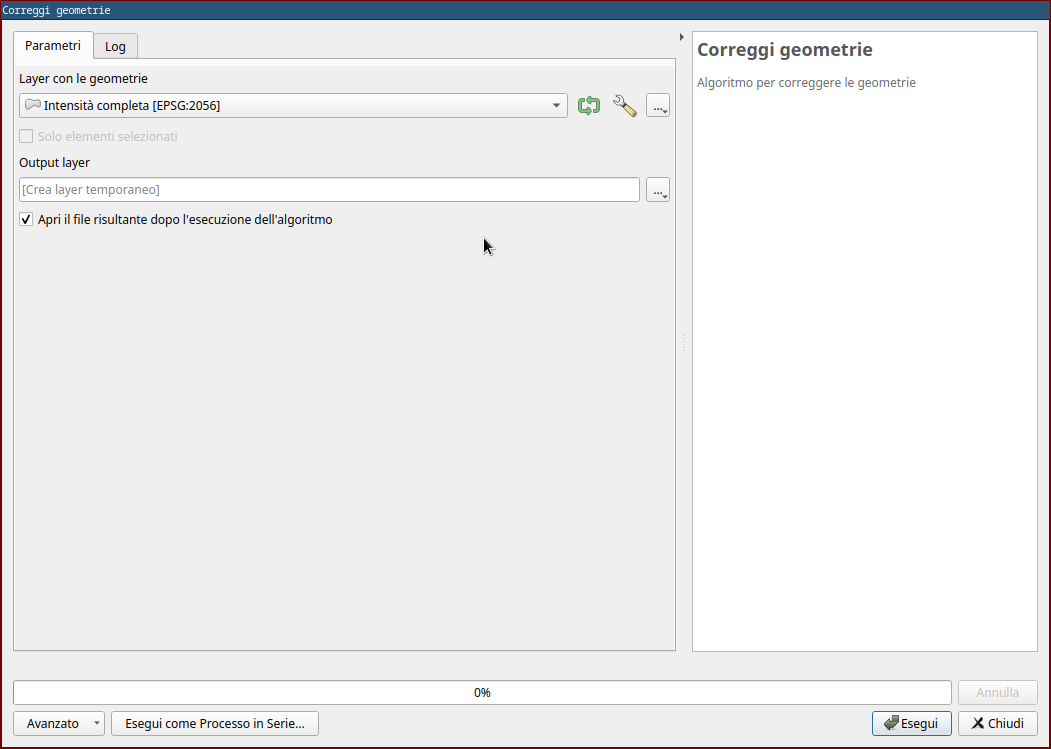 Correggi geometrie
Parametri
Log
Layer con le geometrie
Intensità completa [EPSG:2056]
...
Solo elementi selezionati
Output layer
[Crea layer temporaneo]
...
Apri il file risultante dopo l'esecuzione dell'algoritmo
Correggi geometrie
Algoritmo per correggere le geometrie
0%
Annulla
Avanzato
Esegui come Processo in Serie...
Esegui
Chiudi